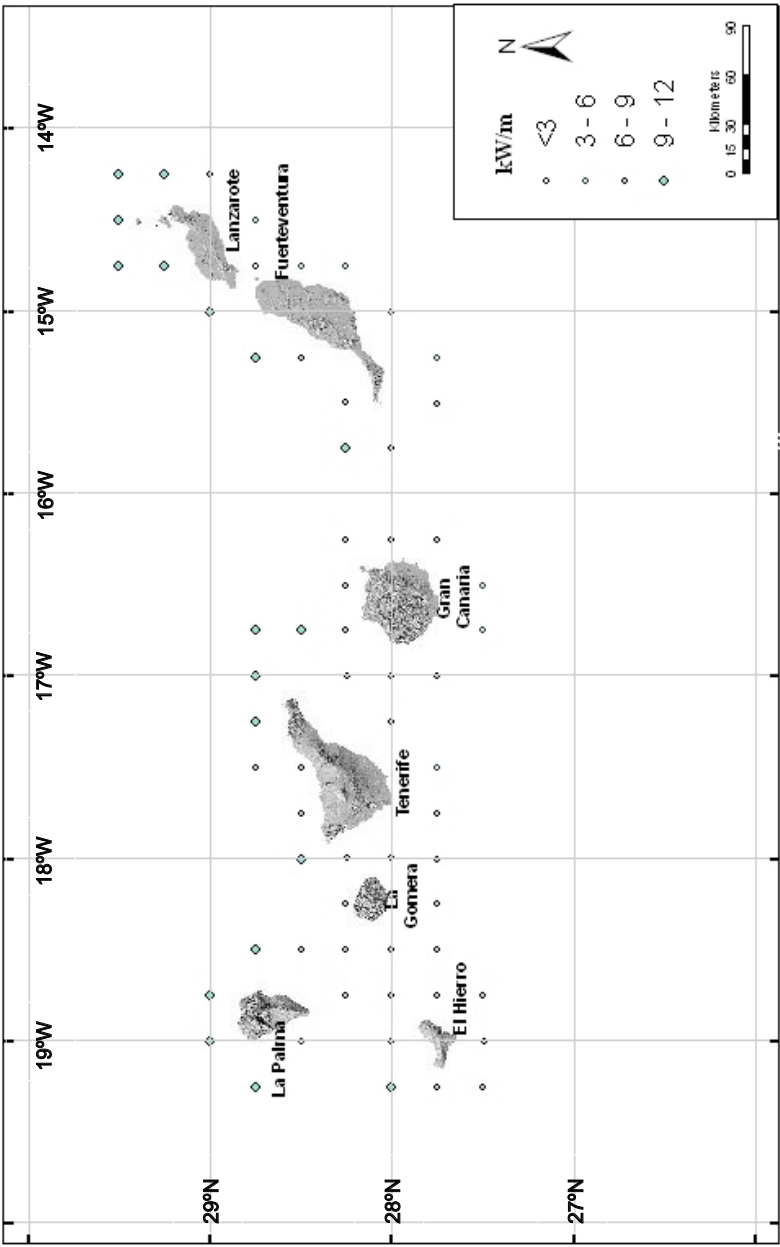 14ºW
15ºW
16ºW
17ºW
18ºW
19ºW
29ºN
28ºN
27ºN
Lanzarote
Fuerteventura
Gran
Canaria
Tenerife
La
Gomera
La Palma
El Hierro
kW/m
N
<3
3 - 6
6 - 9
9 - 12
Kilometers
0 15 30 60 90